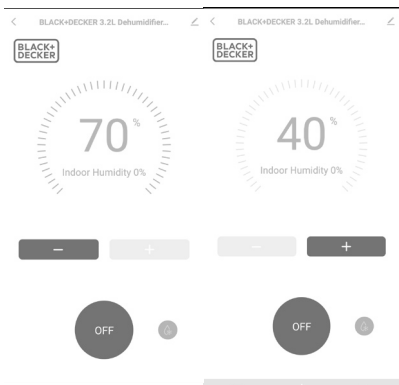 BLACK+DECKER 3.2L Dehumidifier...
BLACK+
DECKER
70%
Indoor Humidity 0%
− +
OFF
BLACK+DECKER 3.2L Dehumidifier...
BLACK+
DECKER
40%
Indoor Humidity 0%
− +
OFF